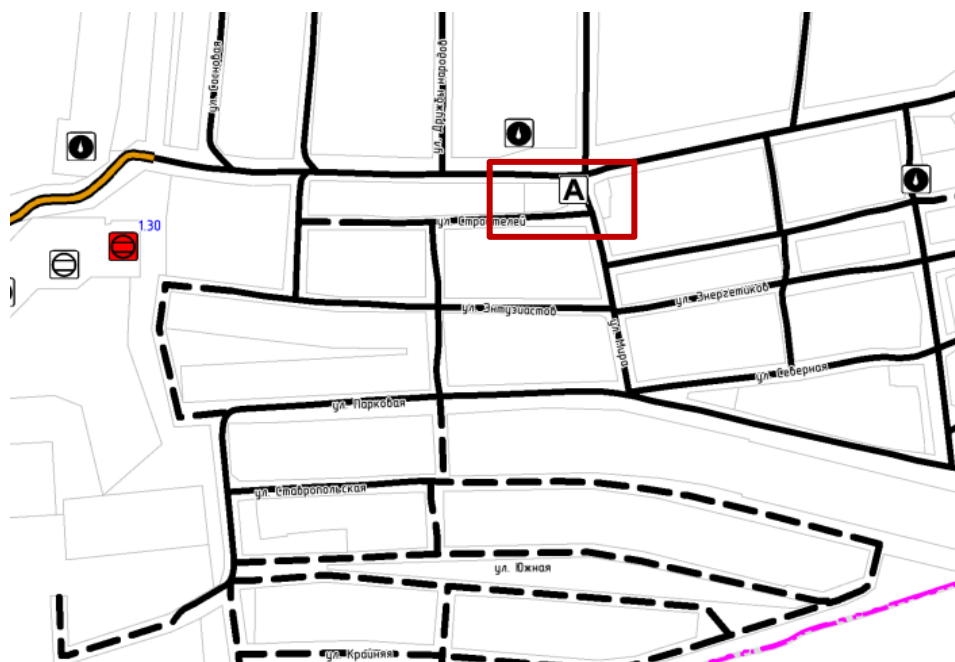 ул. Сосновая
ул. Дружбы народов
А
1.30
ул. Строителей
ул. Энтузиастов
ул. Энергетиков
ул. Мира
ул. Северная
ул. Парковая
ул. Ставропольская
ул. Южная
ул. Крайняя